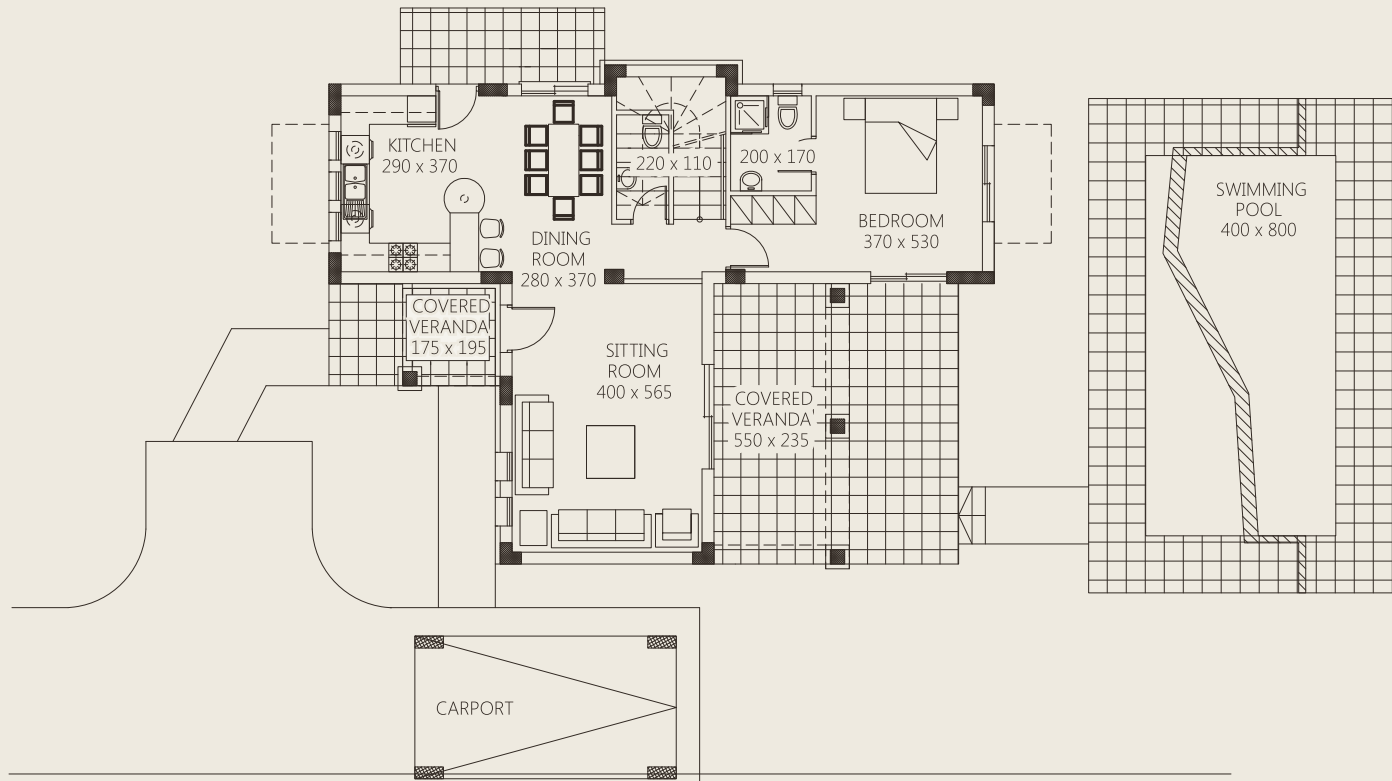 KITCHEN
290 x 370
DINING
ROOM
280 x 370
220 x 110
200 x 170
BEDROOM
370 x 530
SWIMMING
POOL
400 x 800
COVERED
VERANDA
175 x 195
SITTING
ROOM
400 x 565
COVERED
VERANDA
550 x 235
CARPORT